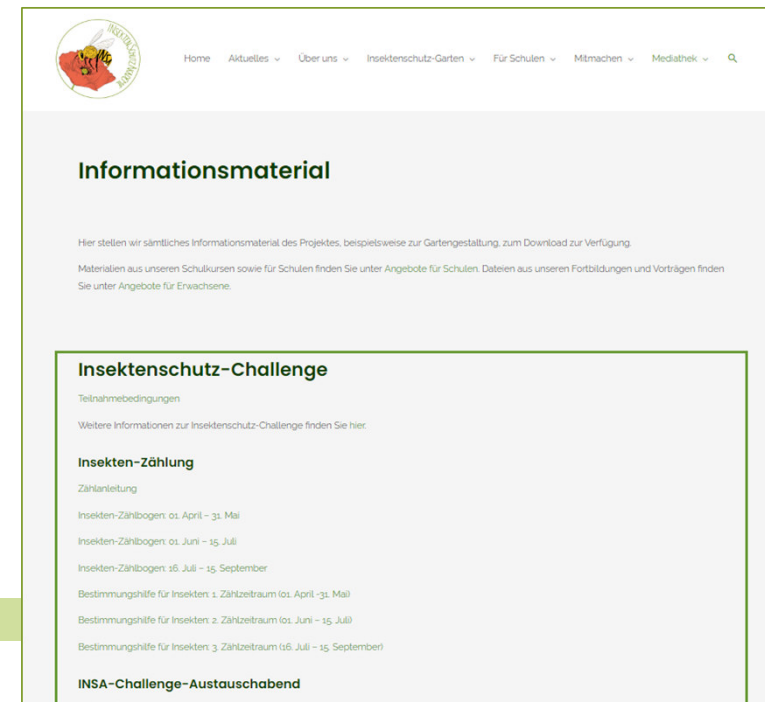 INSEKTENSCHUTZAKADEMIE
Home Aktuelles Über uns Insektenschutz-Garten Für Schulen Mitmachen Mediathek
Informationsmaterial
Hier stellen wir sämtliches Informationsmaterial des Projektes, beispielsweise zur Gartengestaltung, zum Download zur Verfügung.
Materialien aus unseren Schulkursen sowie für Schulen finden Sie unter Angebote für Schulen. Dateien aus unseren Fortbildungen und Vorträgen finden
Sie unter Angebote für Erwachsene.
Insektenschutz-Challenge
Teilnahmebedingungen
Weitere Informationen zur Insektenschutz-Challenge finden Sie hier.
Insekten-Zählung
Zählanleitung
Insekten-Zählbogen: 01. April – 31. Mai
Insekten-Zählbogen: 01. Juni – 15. Juli
Insekten-Zählbogen: 16. Juli – 15. September
Bestimmungshilfe für Insekten: 1. Zählzeitraum (01. April -31. Mai)
Bestimmungshilfe für Insekten: 2. Zählzeitraum (01. Juni – 15. Juli)
Bestimmungshilfe für Insekten: 3. Zählzeitraum (16. Juli – 15. September)
INSA-Challenge-Austauschabend